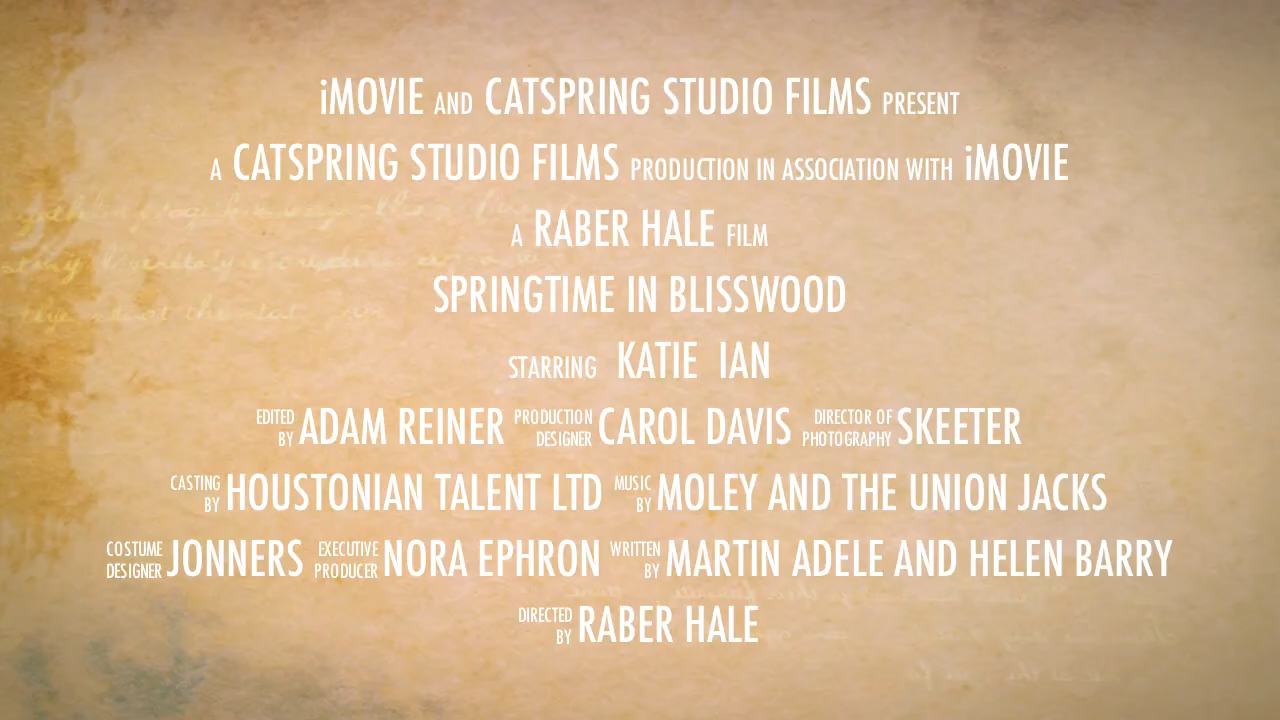 iMOVIE AND CATSPRING STUDIO FILMS PRESENT
A CATSPRING STUDIO FILMS PRODUCTION IN ASSOCIATION WITH iMOVIE
A RABER HALE FILM
SPRINGTIME IN BLISSWOOD
STARRING KATIE IAN
EDITED BY ADAM REINER PRODUCTION DESIGNER CAROL DAVIS DIRECTOR OF PHOTOGRAPHY SKEETER
CASTING BY HOUSTONIAN TALENT LTD MUSIC BY MOLEY AND THE UNION JACKS
COSTUME DESIGNER JONNERS EXECUTIVE PRODUCER NORA EPHRON WRITTEN BY MARTIN ADELE AND HELEN BARRY
DIRECTED BY RABER HALE